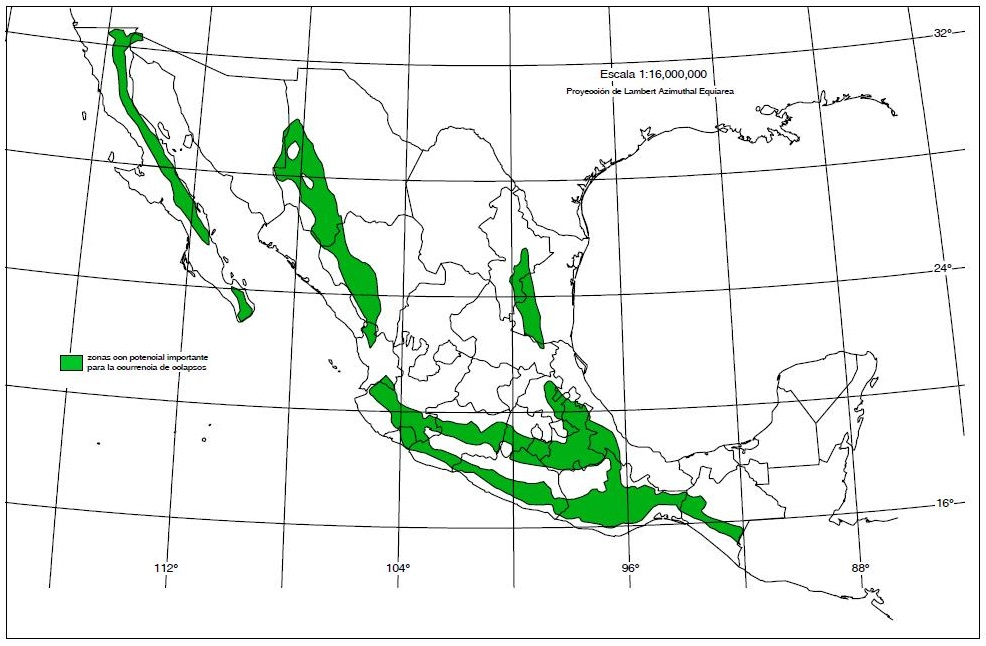 32°
Escala 1:16,000,000
Proyección de Lambert Azimuthal Equiarea
24°
zonas con potencial importante
para la ocurrencia de colapsos
16°
112°
104°
96°
88°